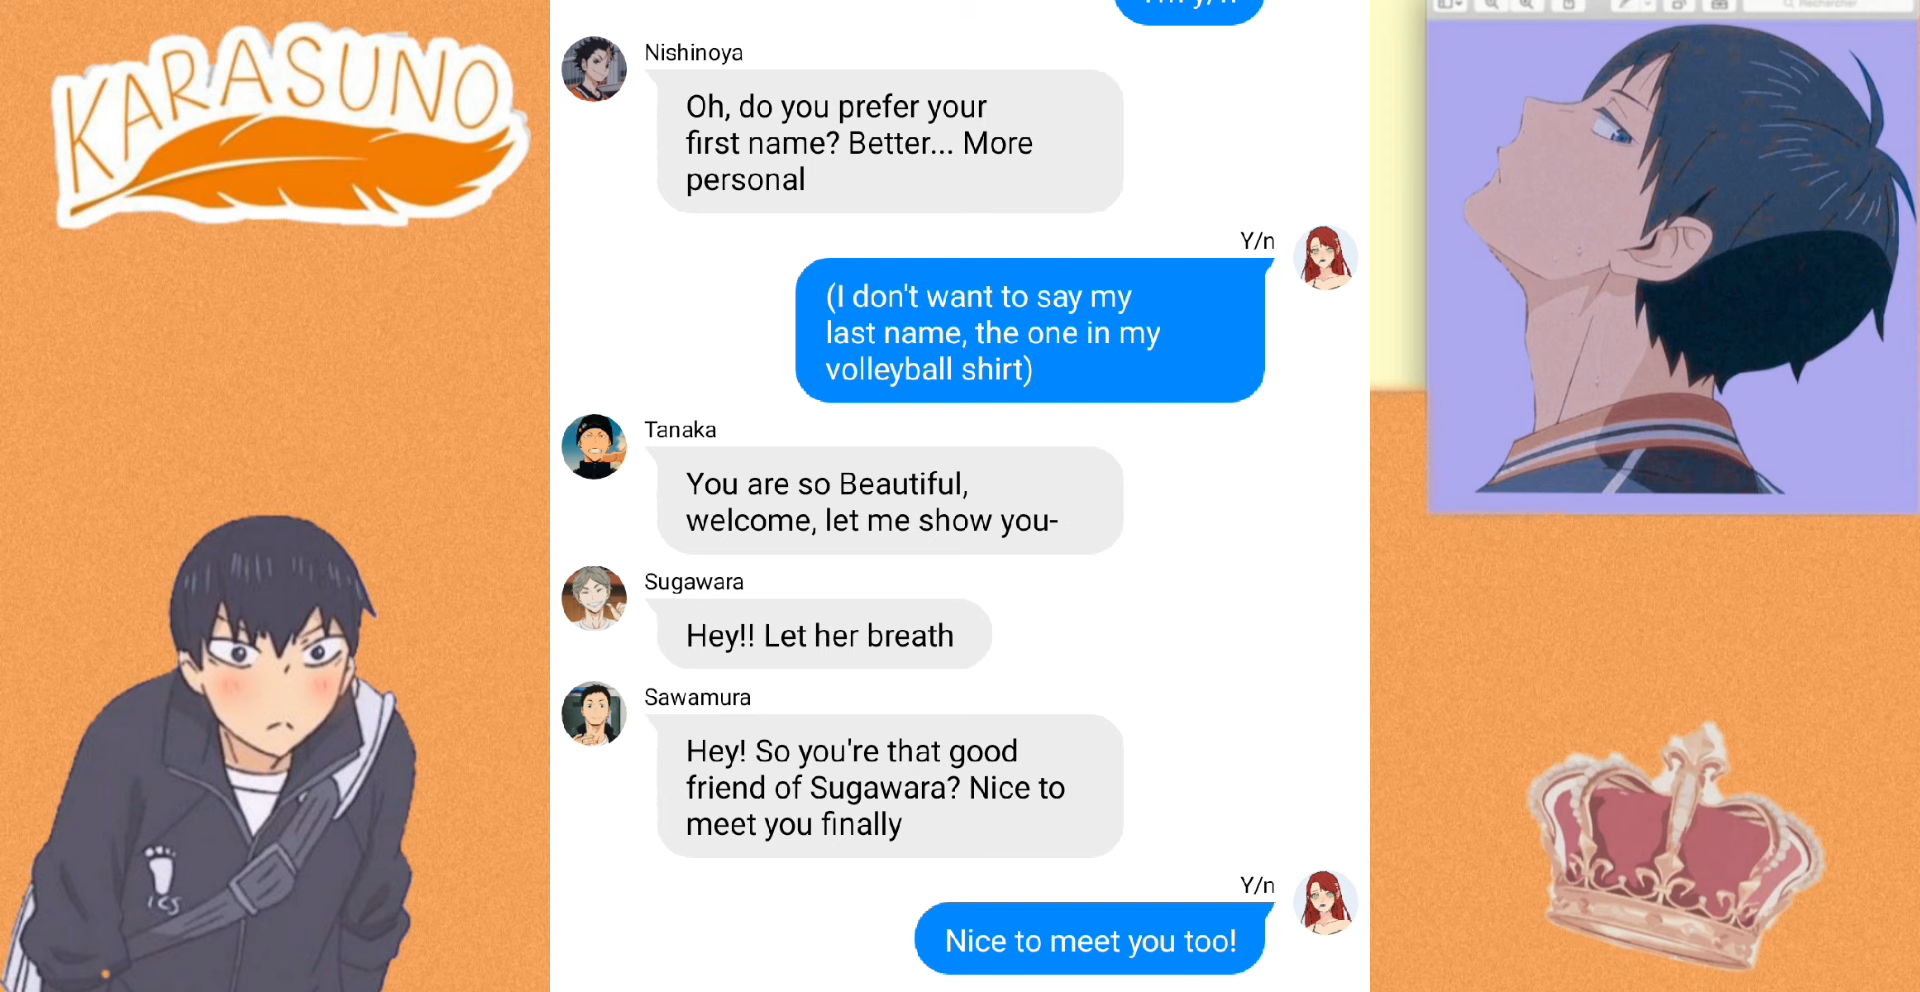 KARASUNO
Nishinoya
Oh, do you prefer your
first name? Better... More
personal
Y/n
(I don't want to say my
last name, the one in my
volleyball shirt)
Tanaka
You are so Beautiful,
welcome, let me show you-
Sugawara
Hey!! Let her breath
Sawamura
Hey! So you're that good
friend of Sugawara? Nice to
meet you finally
Y/n
Nice to meet you too!
Rechercher